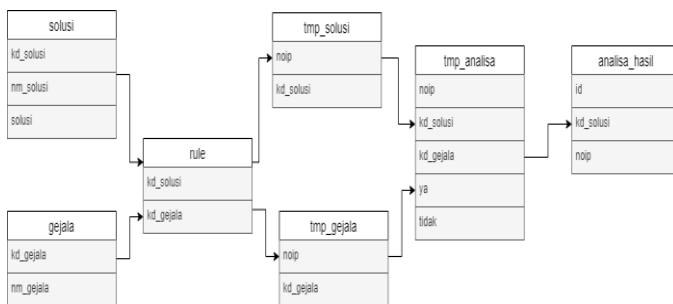 solusi
kd_solusi
nm_solusi
solusi
gejala
kd_gejala
nm_gejala
rule
kd_solusi
kd_gejala
tmp_solusi
noip
kd_solusi
tmp_gejala
noip
kd_gejala
tmp_analisa
noip
kd_solusi
kd_gejala
ya
tidak
analisa_hasil
id
kd_solusi
noip